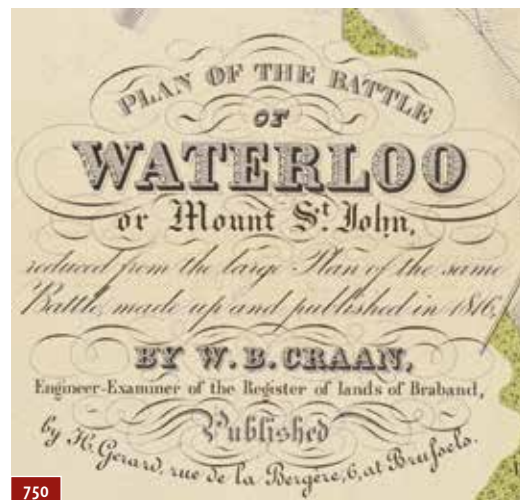 PLAN OF THE BATTLE
OF
WATERLOO
or Mount St. John,
reduced from the large Plan of the same
Battle, made up and published in 1816,
BY W. B. CRAAN,
Engineer-Examiner of the Register of lands of Braband,
Published
by H. Gerard, rue de la Bergere, 6, at Brussels.
750